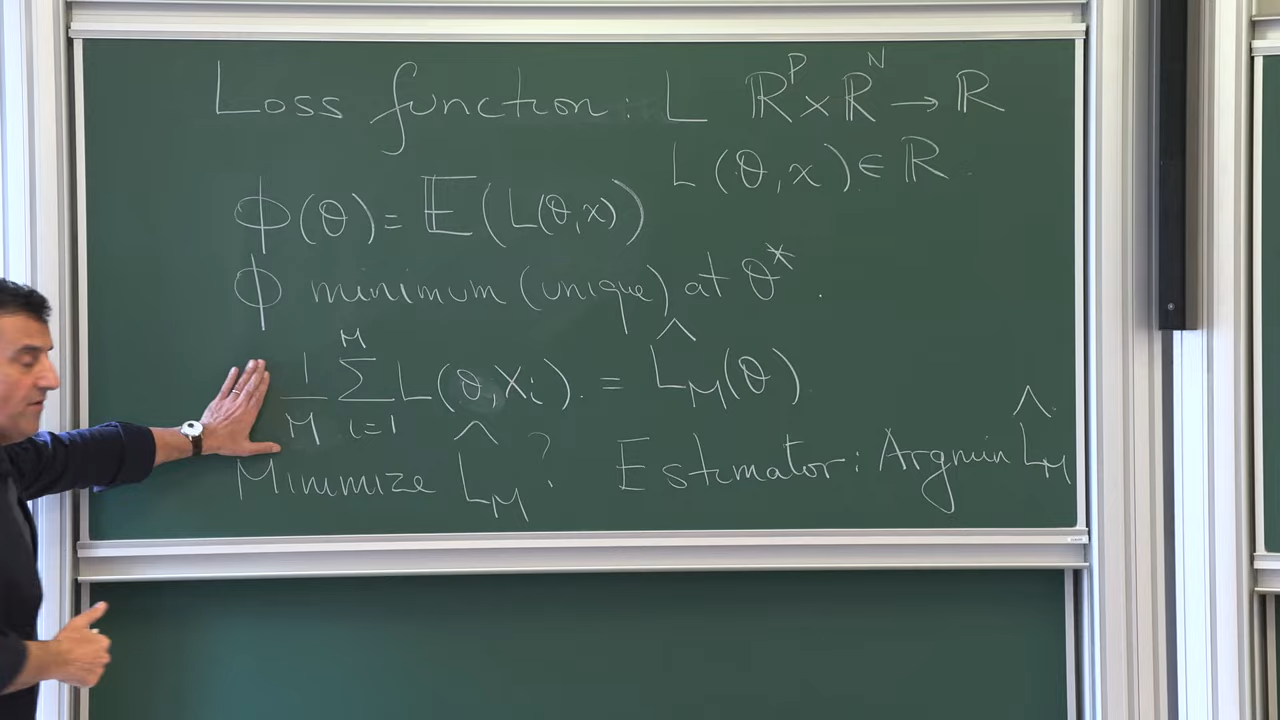 Loss function : L ℝ^P × ℝ^N → ℝ
L(θ,x) ∈ ℝ
ϕ(θ) = 𝔼(L(θ,x))
ϕ minimum (unique) at θ* .
1/M ∑_{i=1}^{M} L(θ,X_i) . = L̂_M(θ)
Minimize L̂_M ? Estimator : Argmin L̂_M